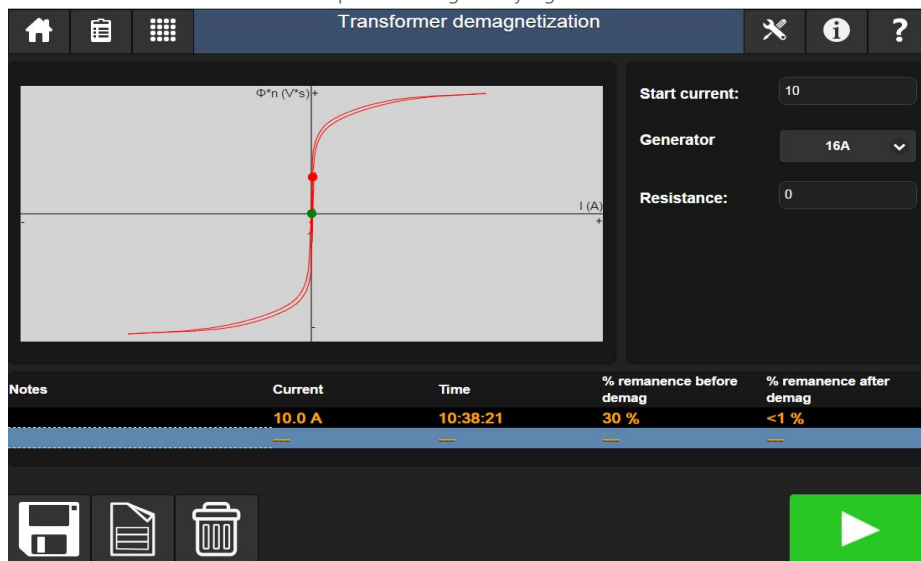 Transformer demagnetization
?
Φ*n (V*s)
+
I (A)
+
-
-
Start current: 10
Generator 16A
Resistance: 0
Notes Current Time % remanence before demag % remanence after demag
10.0 A 10:38:21 30 % <1 %
--- --- --- ---